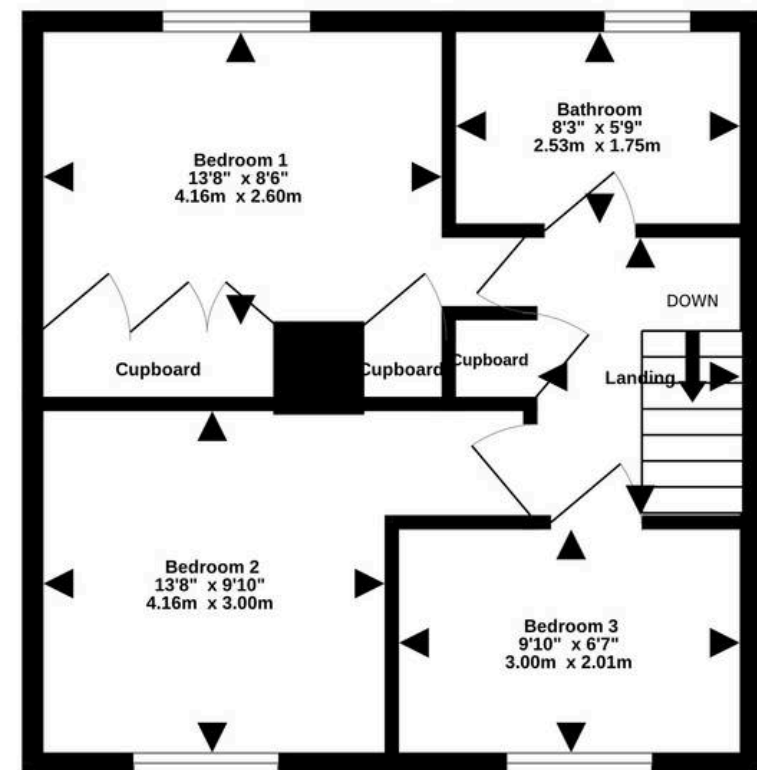 Bedroom 1
13'8" x 8'6"
4.16m x 2.60m
Bathroom
8'3" x 5'9"
2.53m x 1.75m
DOWN
Cupboard
Cupboard
Cupboard
Landing
Bedroom 2
13'8" x 9'10"
4.16m x 3.00m
Bedroom 3
9'10" x 6'7"
3.00m x 2.01m